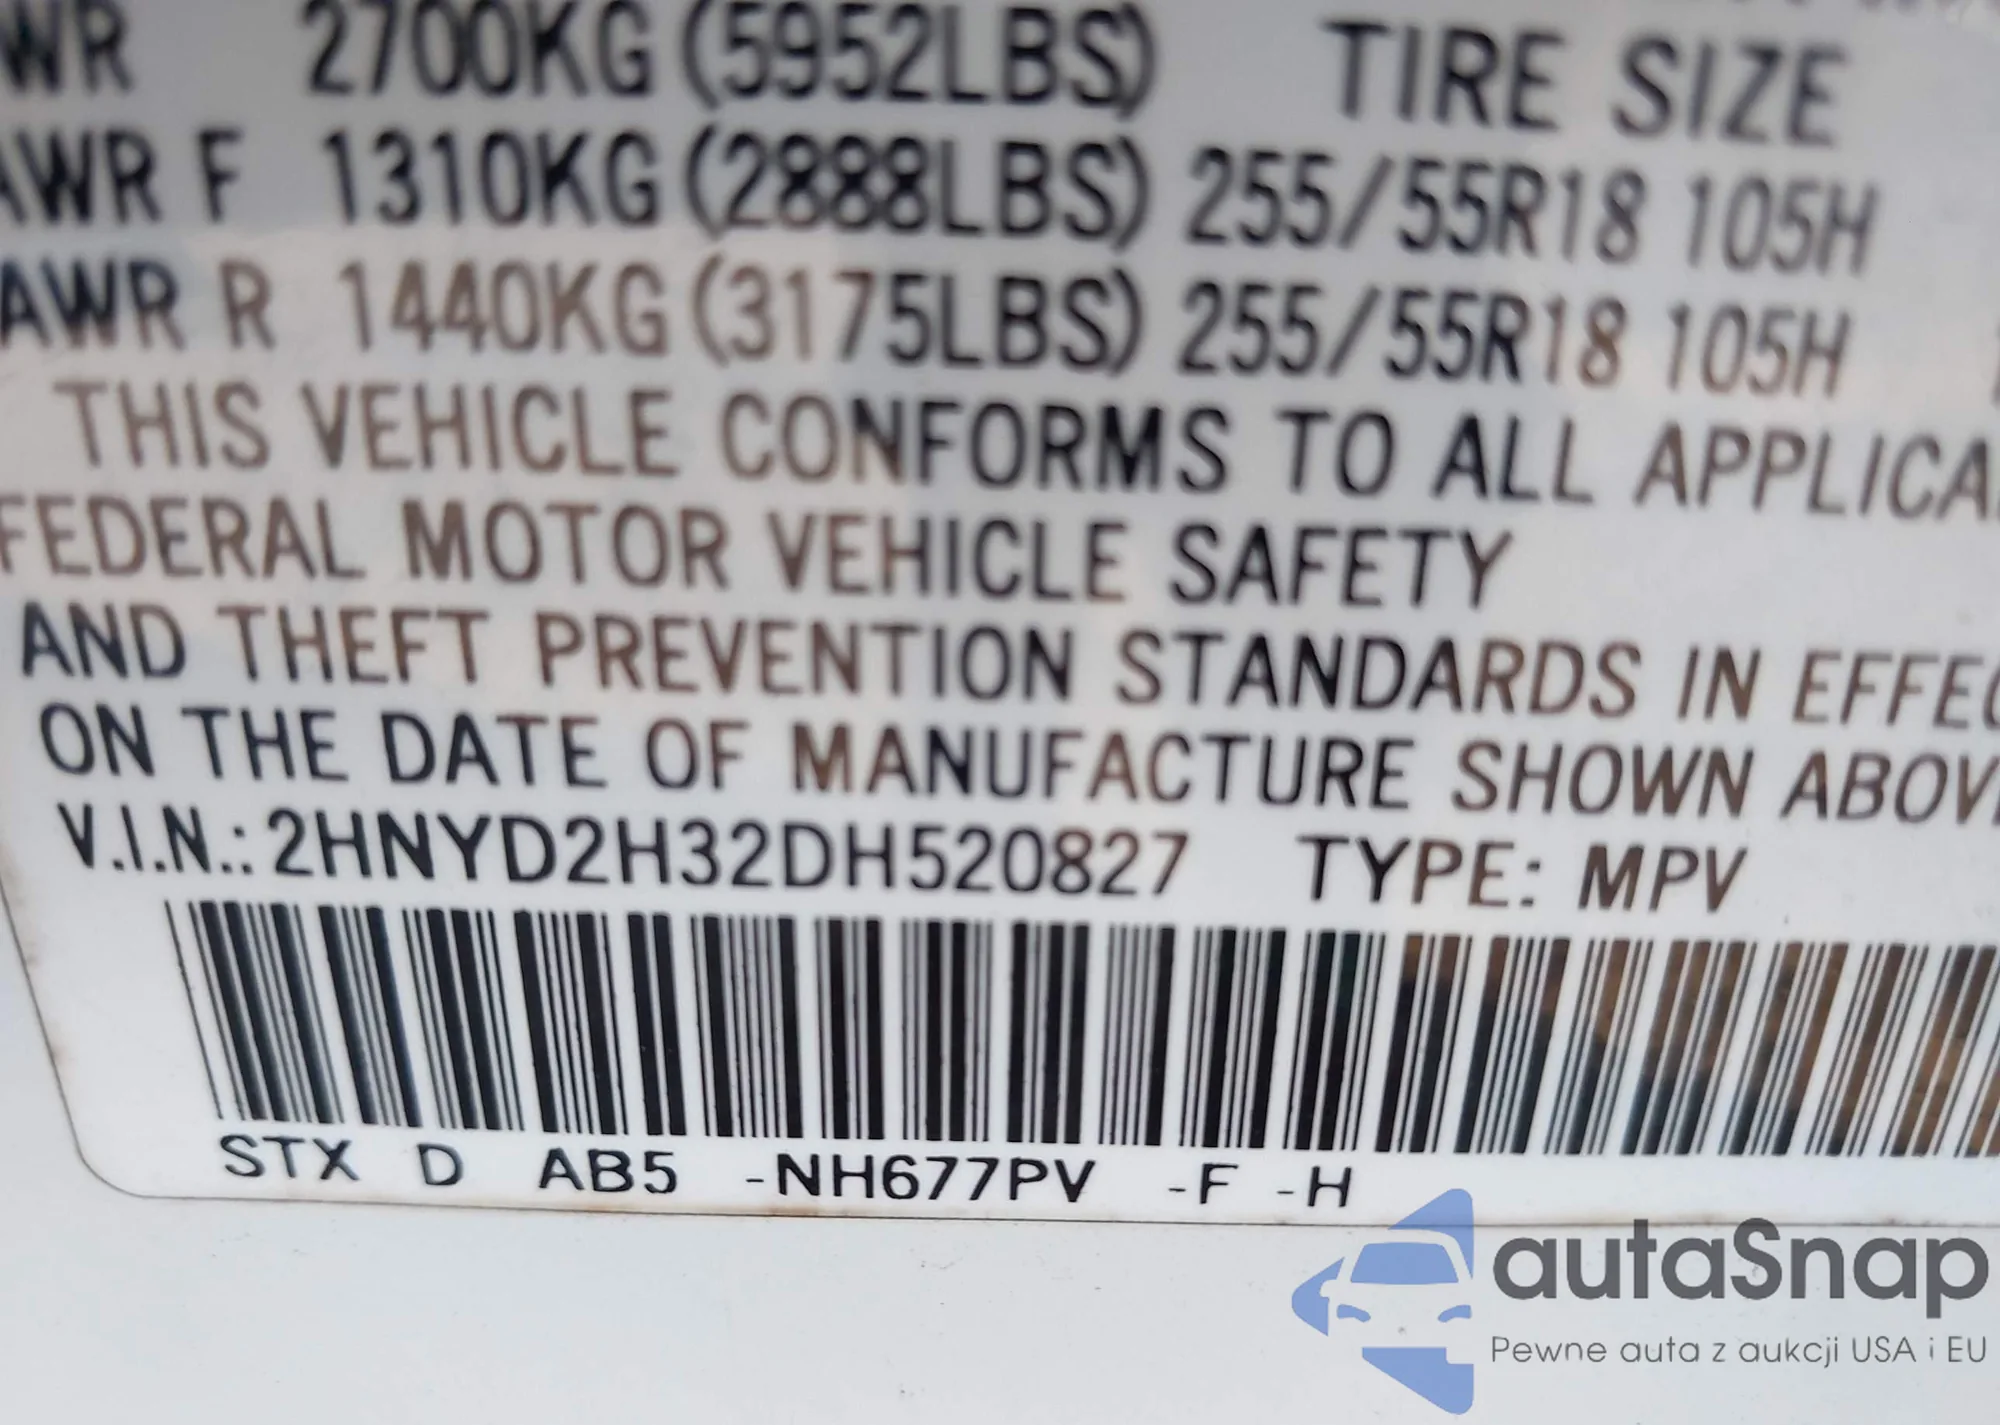 WR 2700KG (5952LBS) TIRE SIZE
AWR F 1310KG (2888LBS) 255/55R18 105H
AWR R 1440KG (3175LBS) 255/55R18 105H
THIS VEHICLE CONFORMS TO ALL APPLICA
FEDERAL MOTOR VEHICLE SAFETY
AND THEFT PREVENTION STANDARDS IN EFFEC
ON THE DATE OF MANUFACTURE SHOWN ABOV
V.I.N.: 2HNYD2H32DH520827 TYPE: MPV
STX D AB5 -NH677PV -F -H
autaSnap
Pewne auta z aukcji USA i EU